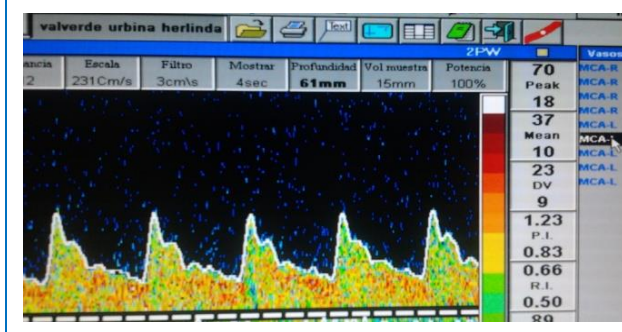 valverde urbina herlinda
Text
2PW
Vasos
ancia Escala Filtro Mostrar Profundidad Vol muestra Potencia
2 231Cm/s 3cm\s 4sec 61mm 15mm 100%
70
Peak
18
37
Mean
10
23
DV
9
1.23
P.I.
0.83
0.66
R.I.
0.50
89
MCA-R
MCA-R
MCA-R
MCA-R
MCA-L
MCA-L
MCA-L
MCA-L
MCA-L